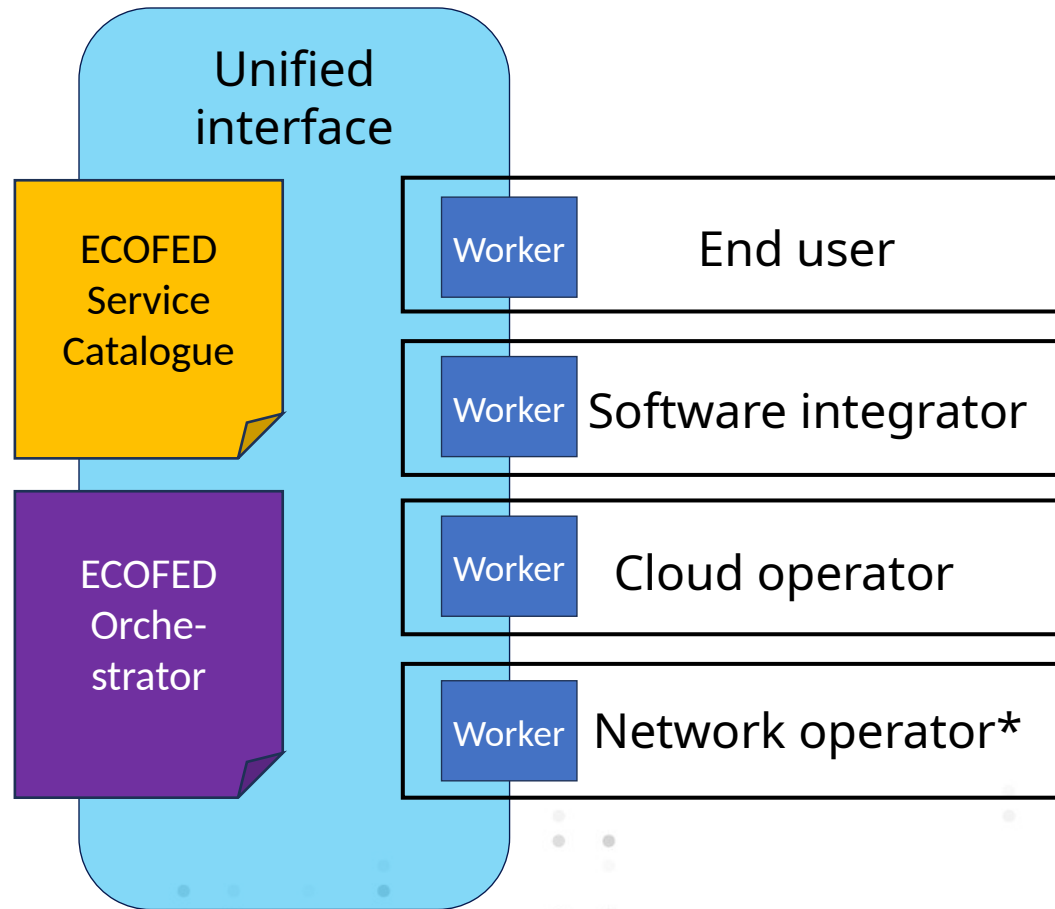 Unified
interface
ECOFED
Service
Catalogue
Worker
End user
Worker
Software integrator
ECOFED
Orche-
strator
Worker
Cloud operator
Worker
Network operator*